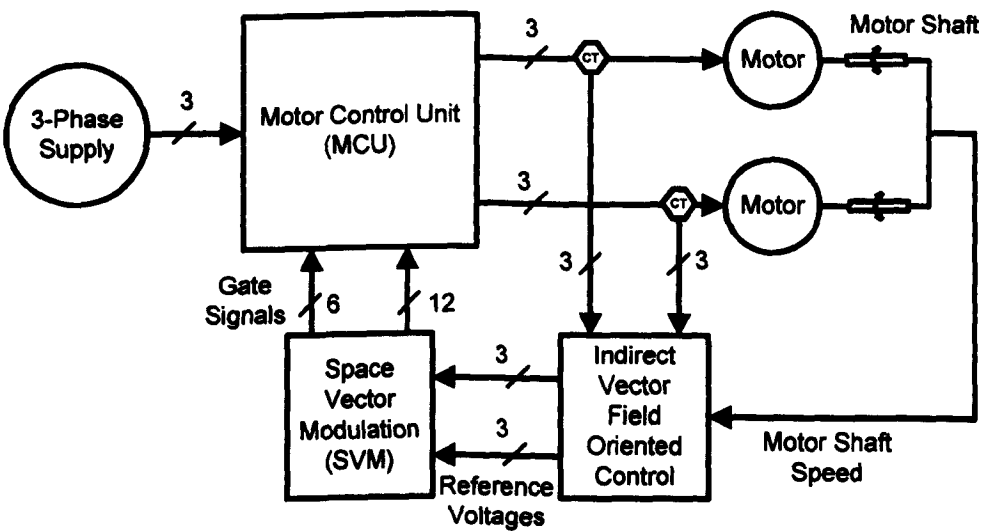 3
Motor Shaft
CT
Motor
3
3-Phase
Supply
Motor Control Unit
(MCU)
3
CT
Motor
3
3
Gate
Signals
6
12
Space
Vector
Modulation
(SVM)
3
3
Reference
Voltages
Indirect
Vector
Field
Oriented
Control
Motor Shaft
Speed